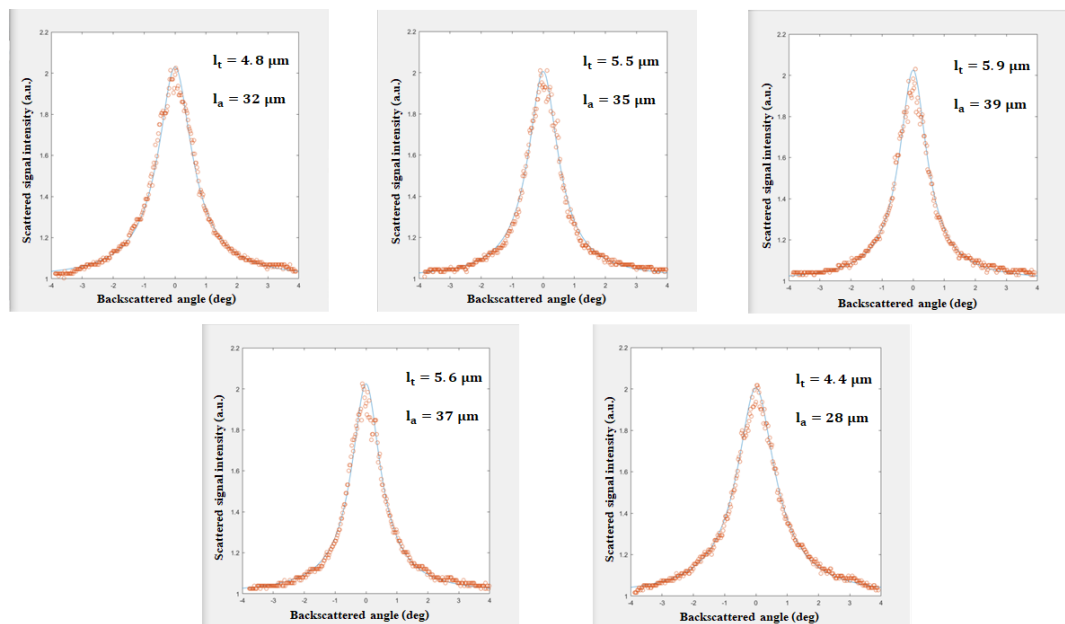 2.2
2
1.8
1.6
1.4
1.2
1
-4 -3 -2 -1 0 1 2 3 4
Scattered signal intensity (a.u.)
Backscattered angle (deg)
lₜ = 4.8 μm
lₐ = 32 μm
2.2
2
1.8
1.6
1.4
1.2
1
-4 -3 -2 -1 0 1 2 3 4
Scattered signal intensity (a.u.)
Backscattered angle (deg)
lₜ = 5.5 μm
lₐ = 35 μm
2.2
2
1.8
1.6
1.4
1.2
1
-4 -3 -2 -1 0 1 2 3 4
Scattered signal intensity (a.u.)
Backscattered angle (deg)
lₜ = 5.9 μm
lₐ = 39 μm
2.2
2
1.8
1.6
1.4
1.2
1
-4 -3 -2 -1 0 1 2 3 4
Scattered signal intensity (a.u.)
Backscattered angle (deg)
lₜ = 5.6 μm
lₐ = 37 μm
2.2
2
1.8
1.6
1.4
1.2
1
-4 -3 -2 -1 0 1 2 3 4
Scattered signal intensity (a.u.)
Backscattered angle (deg)
lₜ = 4.4 μm
lₐ = 28 μm